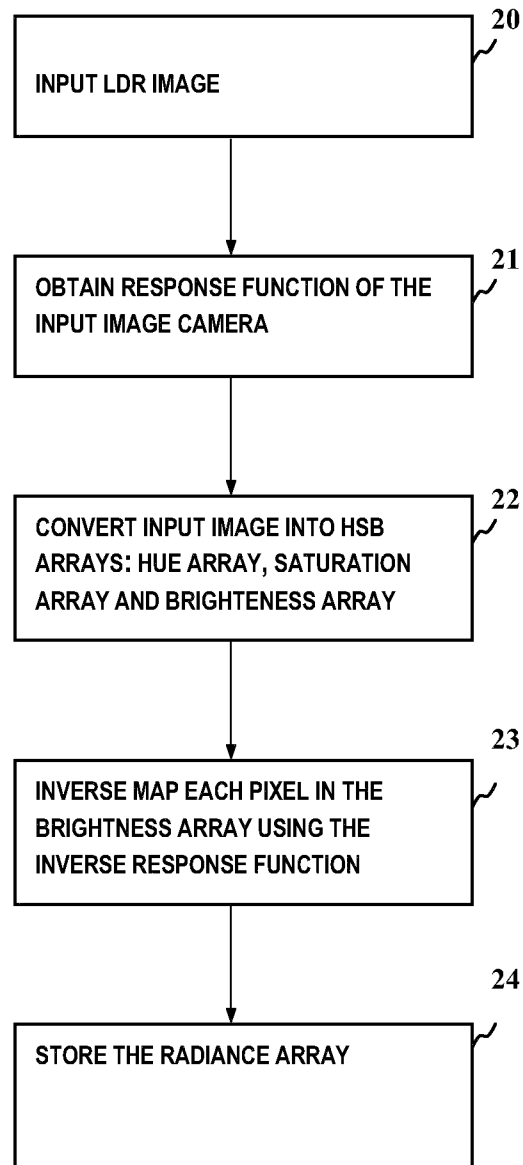 20
INPUT LDR IMAGE
21
OBTAIN RESPONSE FUNCTION OF THE
INPUT IMAGE CAMERA
22
CONVERT INPUT IMAGE INTO HSB
ARRAYS: HUE ARRAY, SATURATION
ARRAY AND BRIGHTENESS ARRAY
23
INVERSE MAP EACH PIXEL IN THE
BRIGHTNESS ARRAY USING THE
INVERSE RESPONSE FUNCTION
24
STORE THE RADIANCE ARRAY